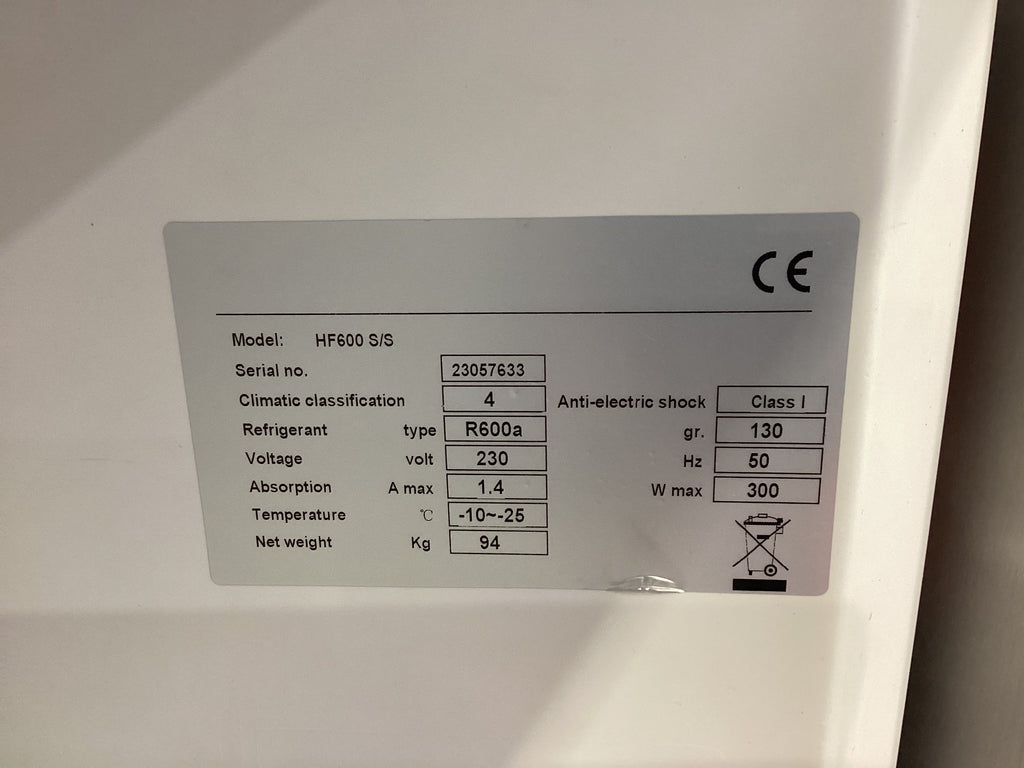 CE
Model: HF600 S/S
Serial no. 23057633
Climatic classification 4 Anti-electric shock Class I
Refrigerant type R600a gr. 130
Voltage volt 230 Hz 50
Absorption A max 1.4 W max 300
Temperature °C -10~-25
Net weight Kg 94